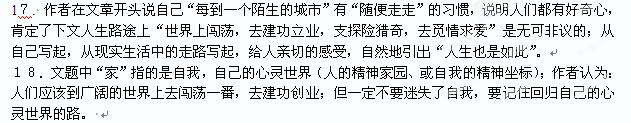 17．作者在文章开头说自己“每到一个陌生的城市”有“随便走走”的习惯，说明人们都有好奇心，
肯定了下文人生路途上“世界上闯荡，去建功立业，支探险猎奇，去觅情求爱”是无可非议的；从
自己写起，从现实生活中的走路写起，给人亲切的感受，自然地引出“人生也是如此”。
18．文题中“家”指的是自我，自己的心灵世界（人的精神家园、或自我的精神坐标）；作者认为：
人们应该到广阔的世界上去闯荡一番，去建功创业；但一定不要迷失了自我，要记住回归自己的心
灵世界的路。